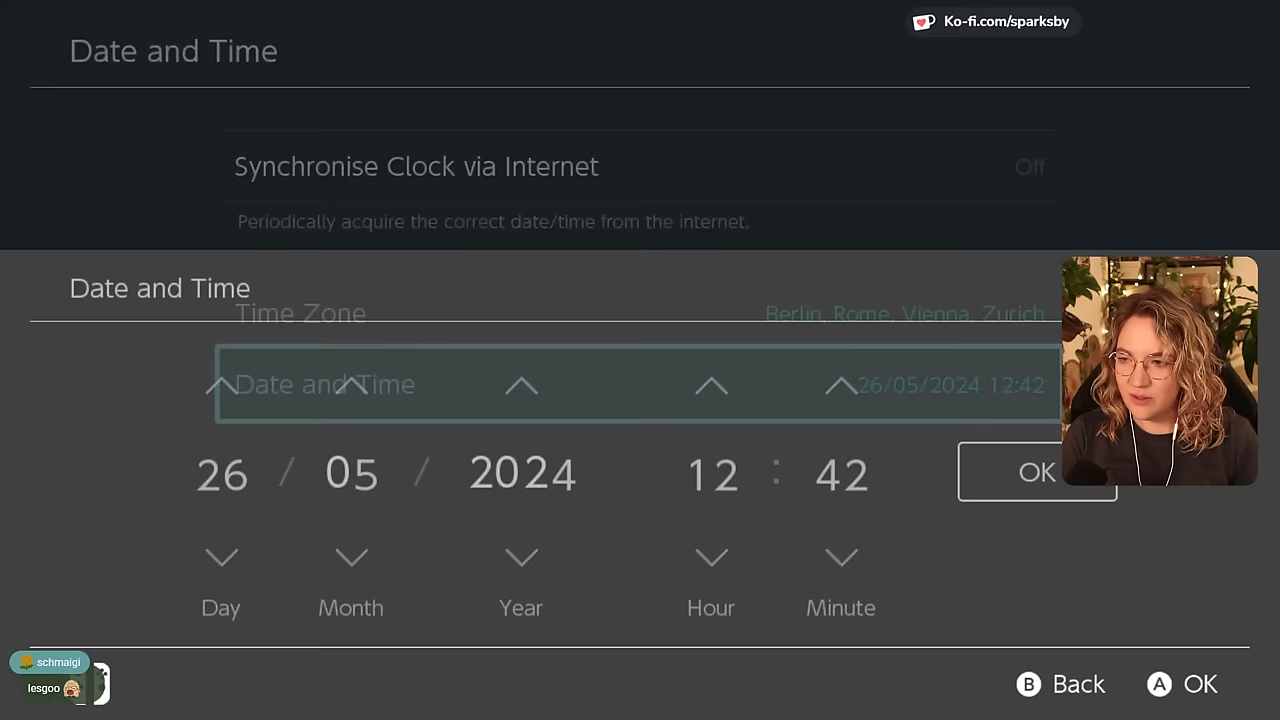 Ko-fi.com/sparksby
Date and Time
Synchronise Clock via Internet Off
Periodically acquire the correct date/time from the internet.
Date and Time
Time Zone Berlin, Rome, Vienna, Zurich
Date and Time 26/05/2024 12:42
26 / 05 / 2024 12 : 42 OK
Day Month Year Hour Minute
schmaigi
lesgoo
B Back A OK